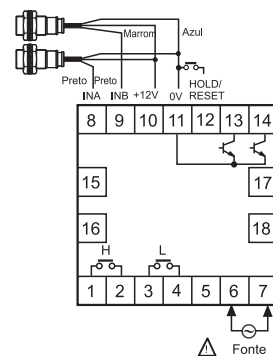 Azul
Marrom
Preto Preto
HOLD/
RESET
INA INB +12V 0V
8 9 10 11 12 13 14
15 17
16 18
H L
1 2 3 4 5 6 7
Fonte